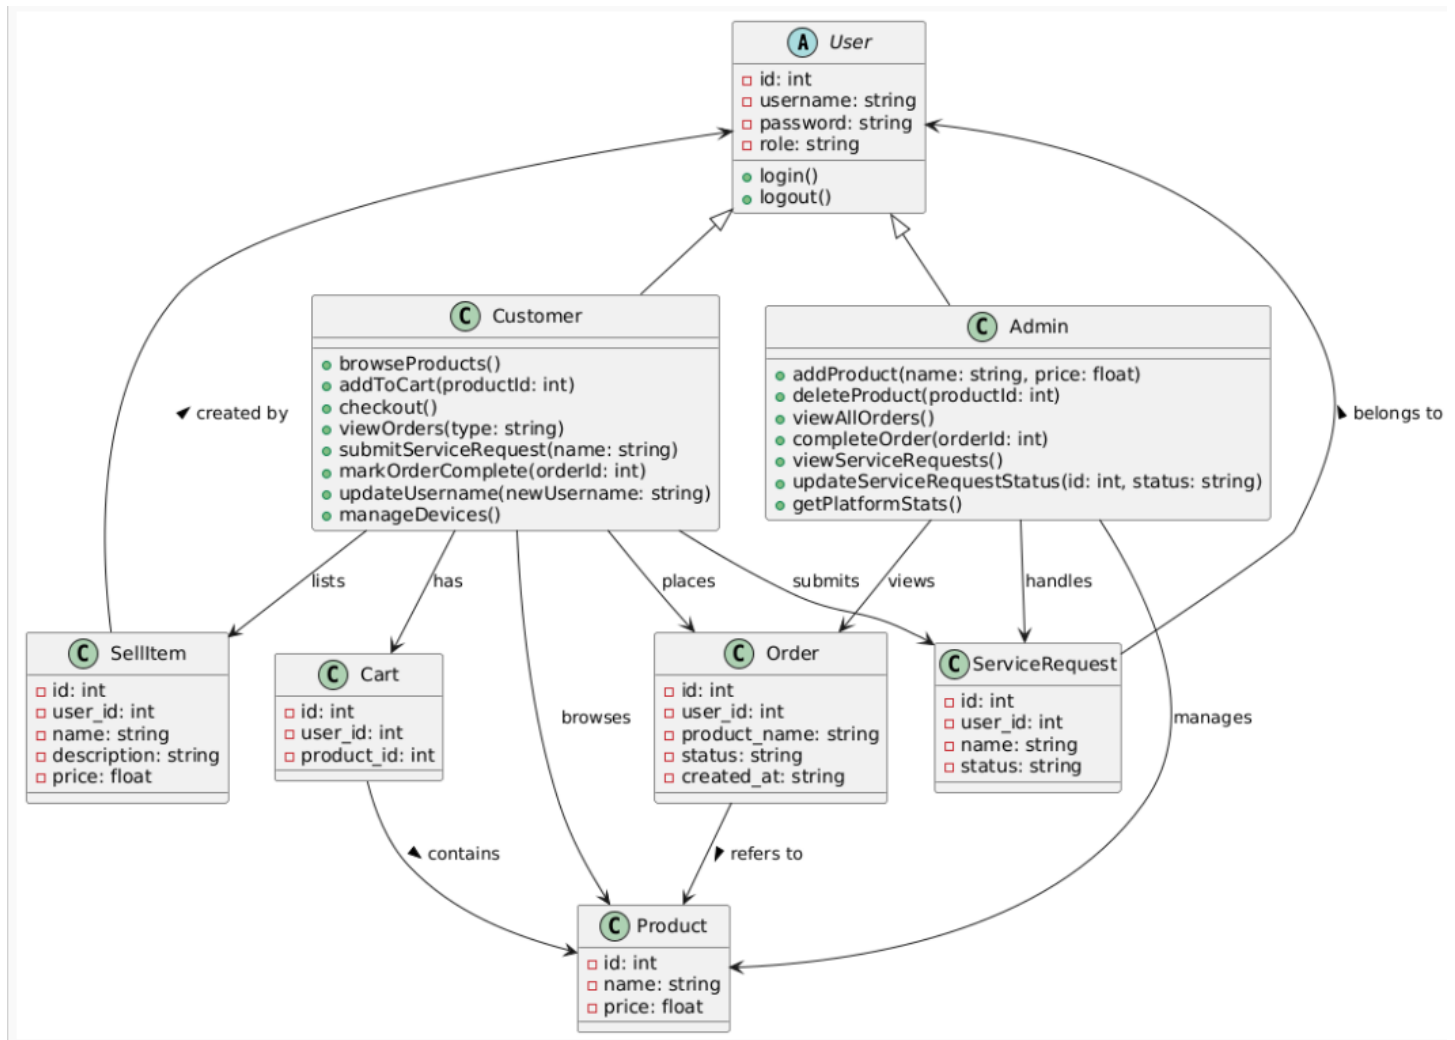 A User
id: int
username: string
password: string
role: string
login()
logout()
C Customer
browseProducts()
addToCart(productId: int)
checkout()
viewOrders(type: string)
submitServiceRequest(name: string)
markOrderComplete(orderId: int)
updateUsername(newUsername: string)
manageDevices()
C Admin
addProduct(name: string, price: float)
deleteProduct(productId: int)
viewAllOrders()
completeOrder(orderId: int)
viewServiceRequests()
updateServiceRequestStatus(id: int, status: string)
getPlatformStats()
created by
belongs to
lists
has
places
submits
views
handles
C SellItem
id: int
user_id: int
name: string
description: string
price: float
C Cart
id: int
user_id: int
product_id: int
browses
C Order
id: int
user_id: int
product_name: string
status: string
created_at: string
C ServiceRequest
id: int
user_id: int
name: string
status: string
manages
contains
refers to
C Product
id: int
name: string
price: float